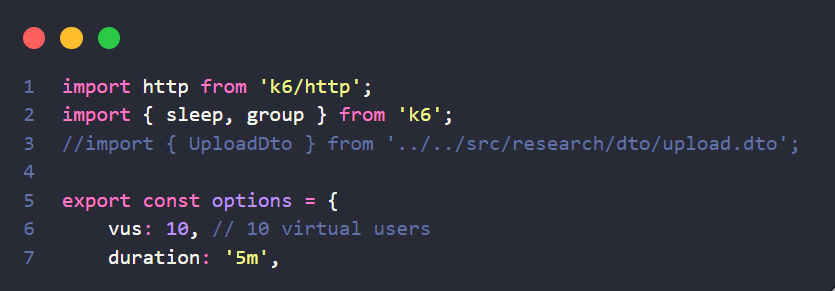 1 import http from 'k6/http';
2 import { sleep, group } from 'k6';
3 //import { UploadDto } from '../../src/research/dto/upload.dto';
4
5 export const options = {
6     vus: 10, // 10 virtual users
7     duration: '5m',